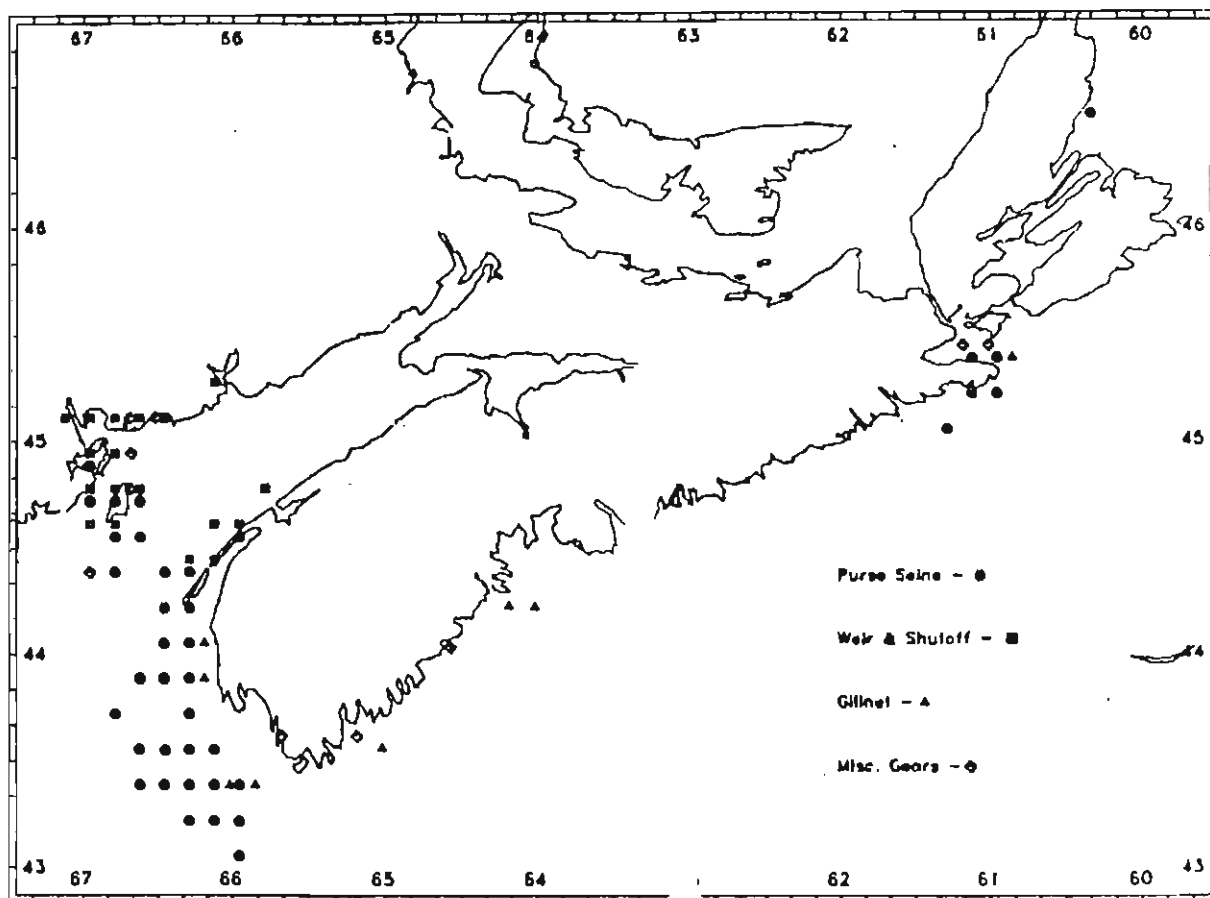 67 66 65 64 63 62 61 60
46 46
45 45
44 44
43 43
67 66 65 64 61 60
62
Purse Seine -
Weir & Shutoff -
Gillnet -
Misc. Gears -